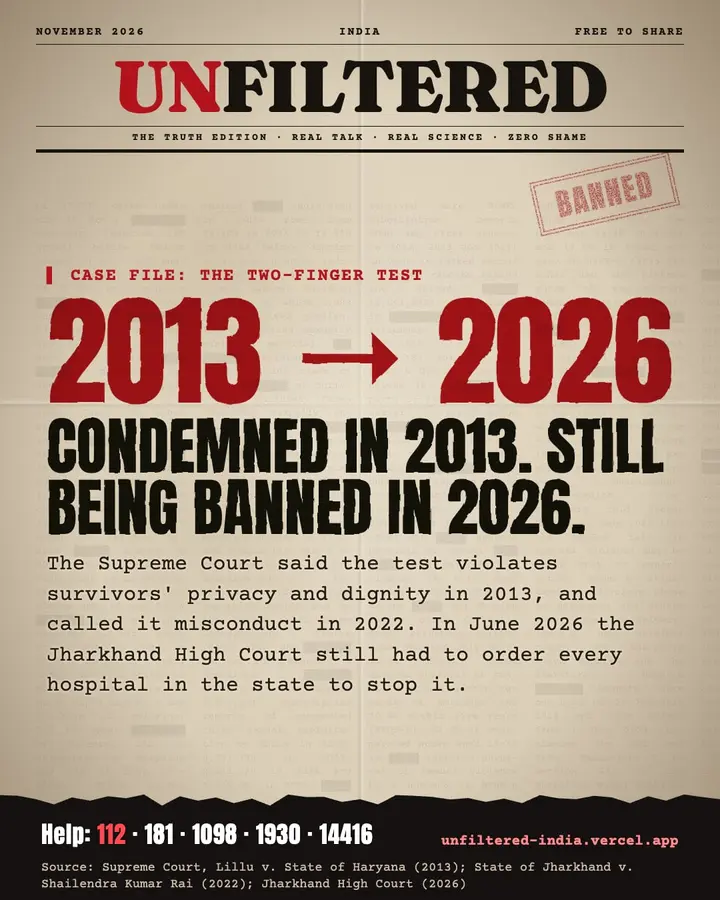 NOVEMBER 2026 INDIA FREE TO SHARE
UNFILTERED
THE TRUTH EDITION · REAL TALK · REAL SCIENCE · ZERO SHAME
BANNED
CASE FILE: THE TWO-FINGER TEST
2013 → 2026
CONDEMNED IN 2013. STILL
BEING BANNED IN 2026.
The Supreme Court said the test violates
survivors' privacy and dignity in 2013, and
called it misconduct in 2022. In June 2026 the
Jharkhand High Court still had to order every
hospital in the state to stop it.
Help: 112 · 181 · 1098 · 1930 · 14416
unfiltered-india.vercel.app
Source: Supreme Court, Lillu v. State of Haryana (2013); State of Jharkhand v.
Shailendra Kumar Rai (2022); Jharkhand High Court (2026)